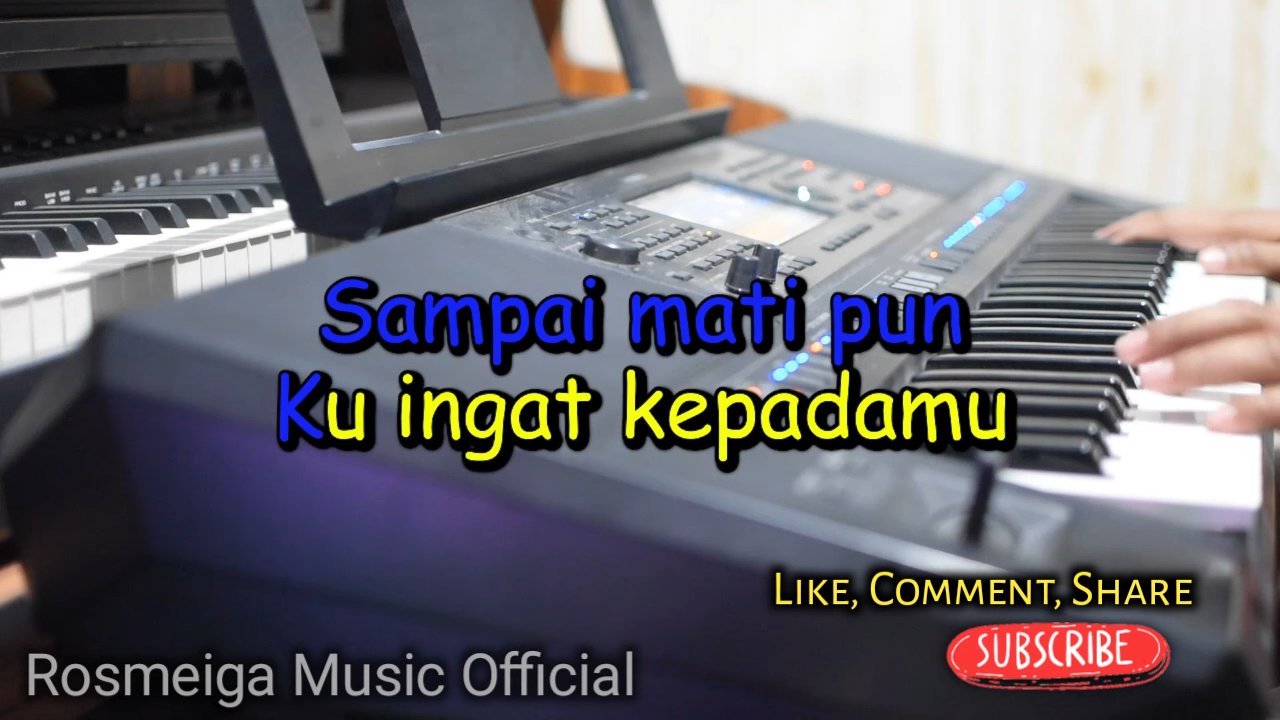 Sampai mati pun
Ku ingat kepadamu
Like, Comment, Share
SUBSCRIBE
Rosmeiga Music Official